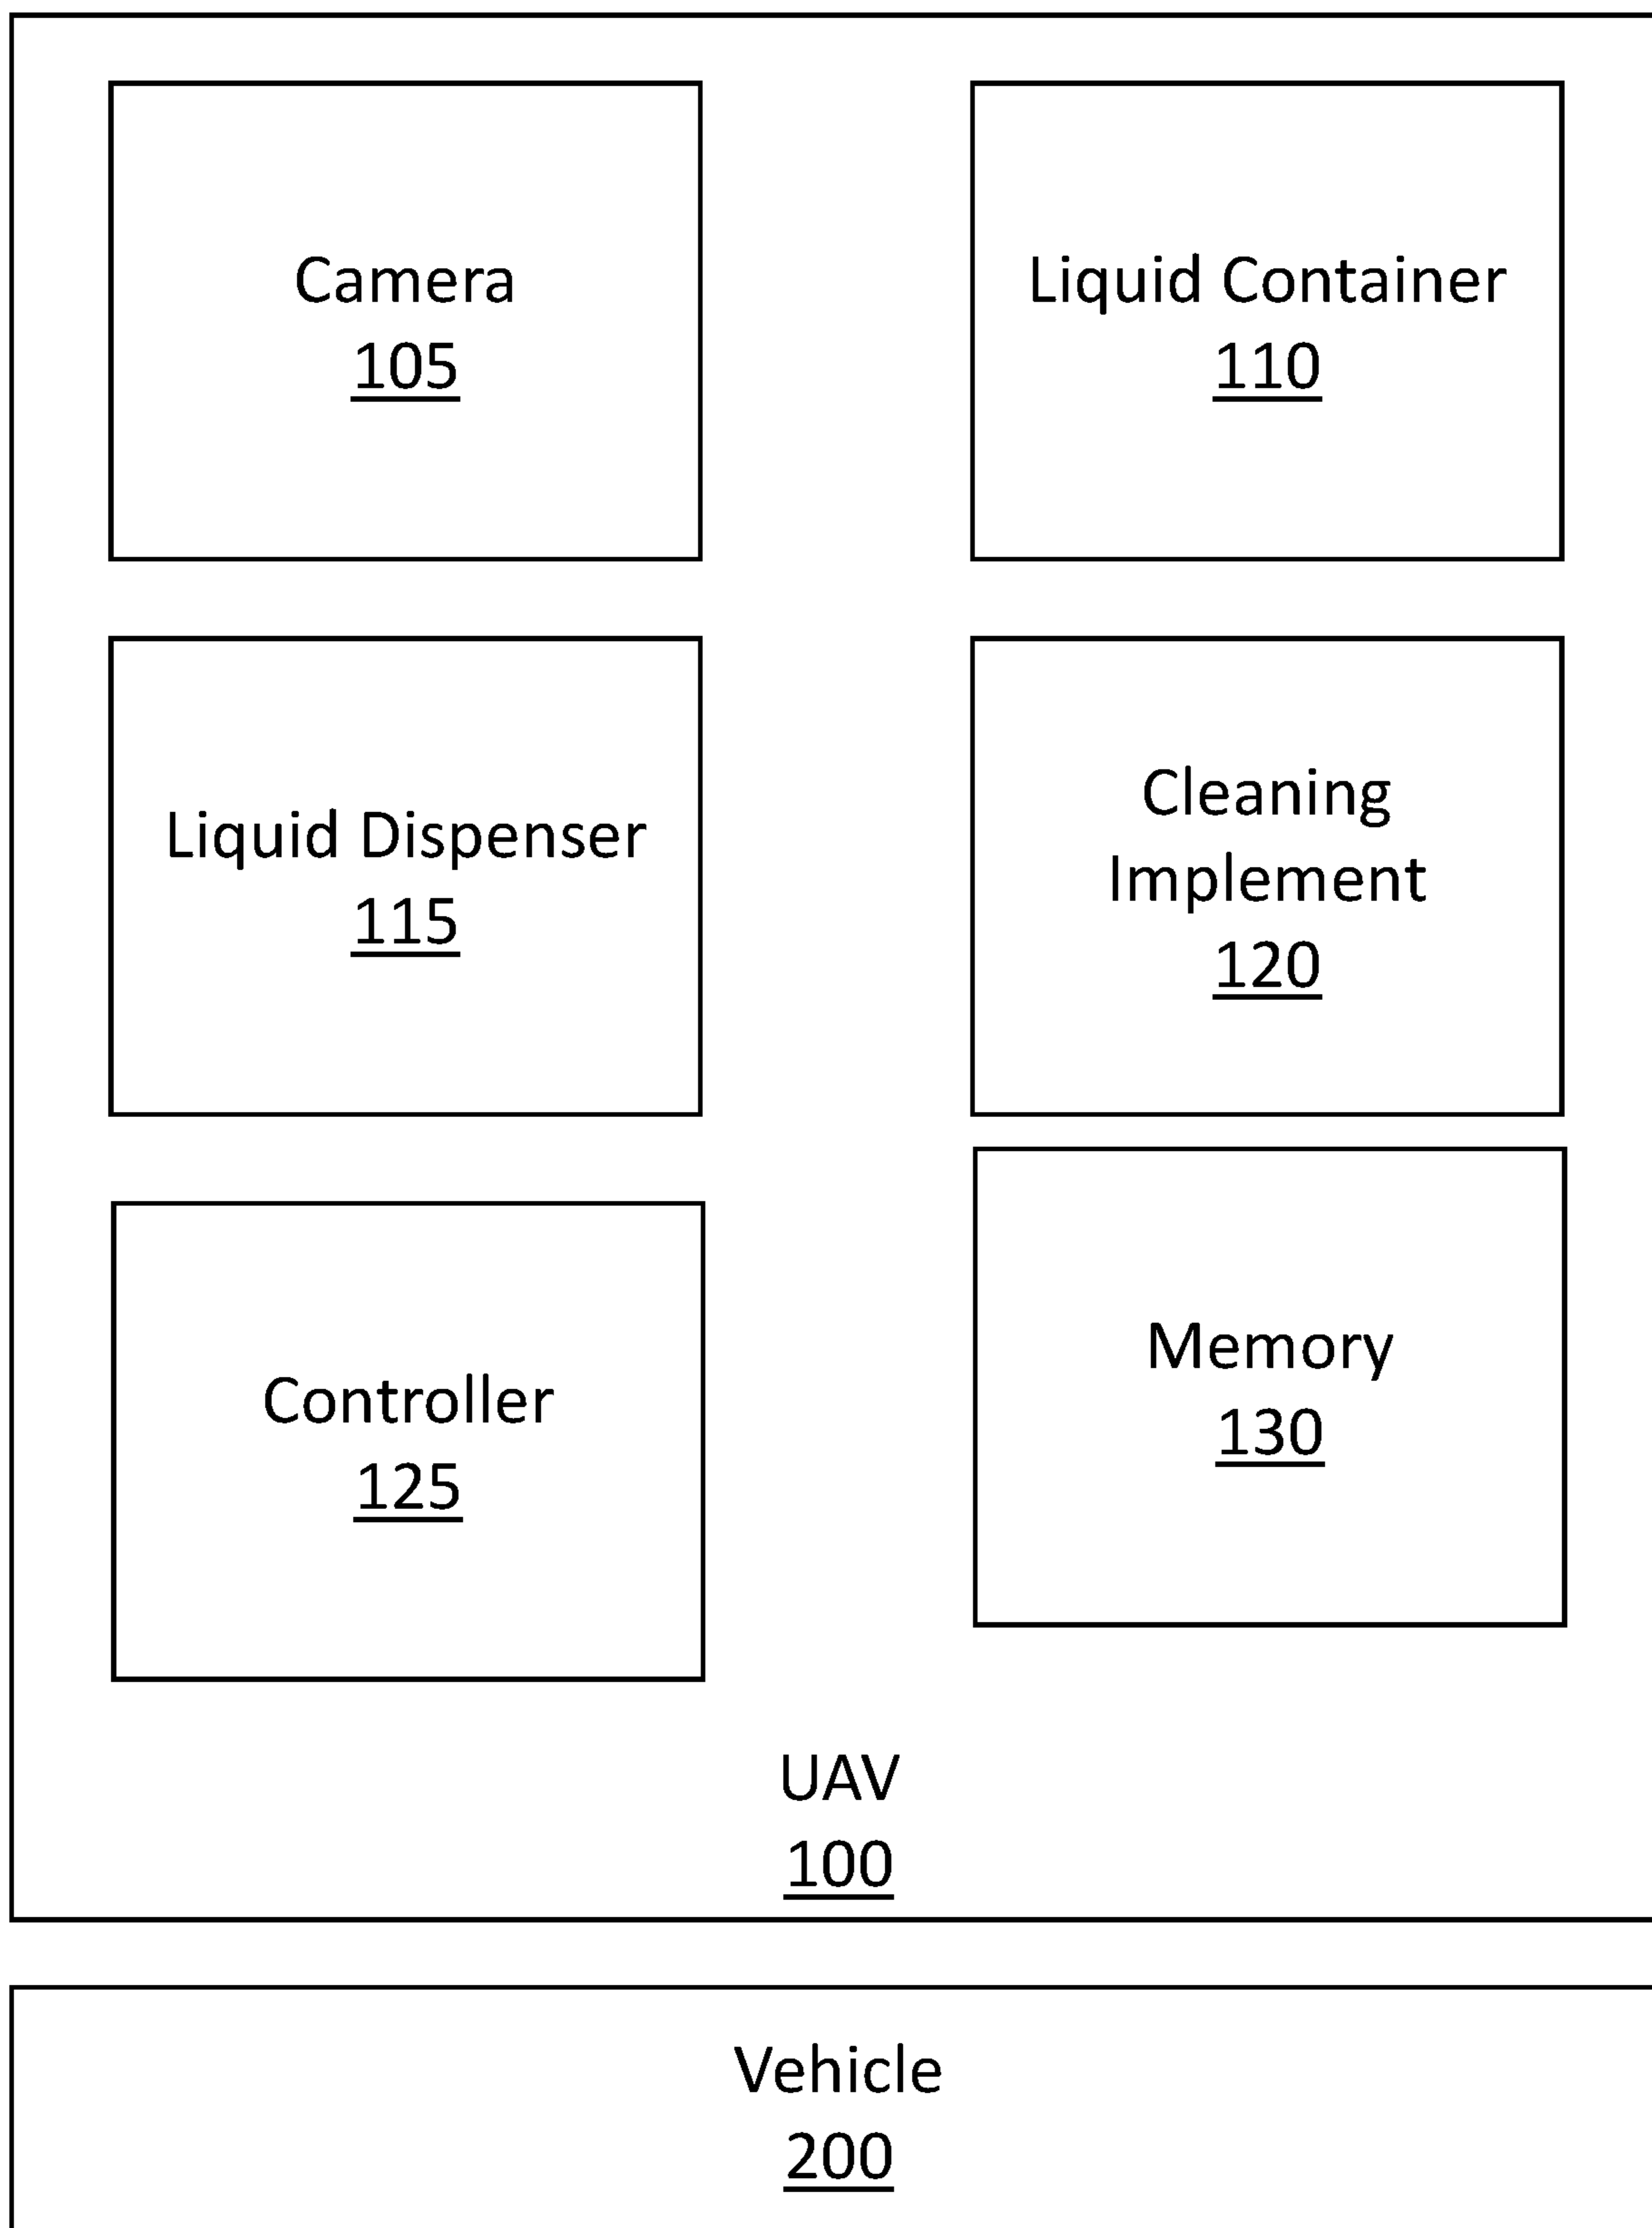 Camera
105
Liquid Container
110
Liquid Dispenser
115
Cleaning
Implement
120
Controller
125
Memory
130
UAV
100
Vehicle
200